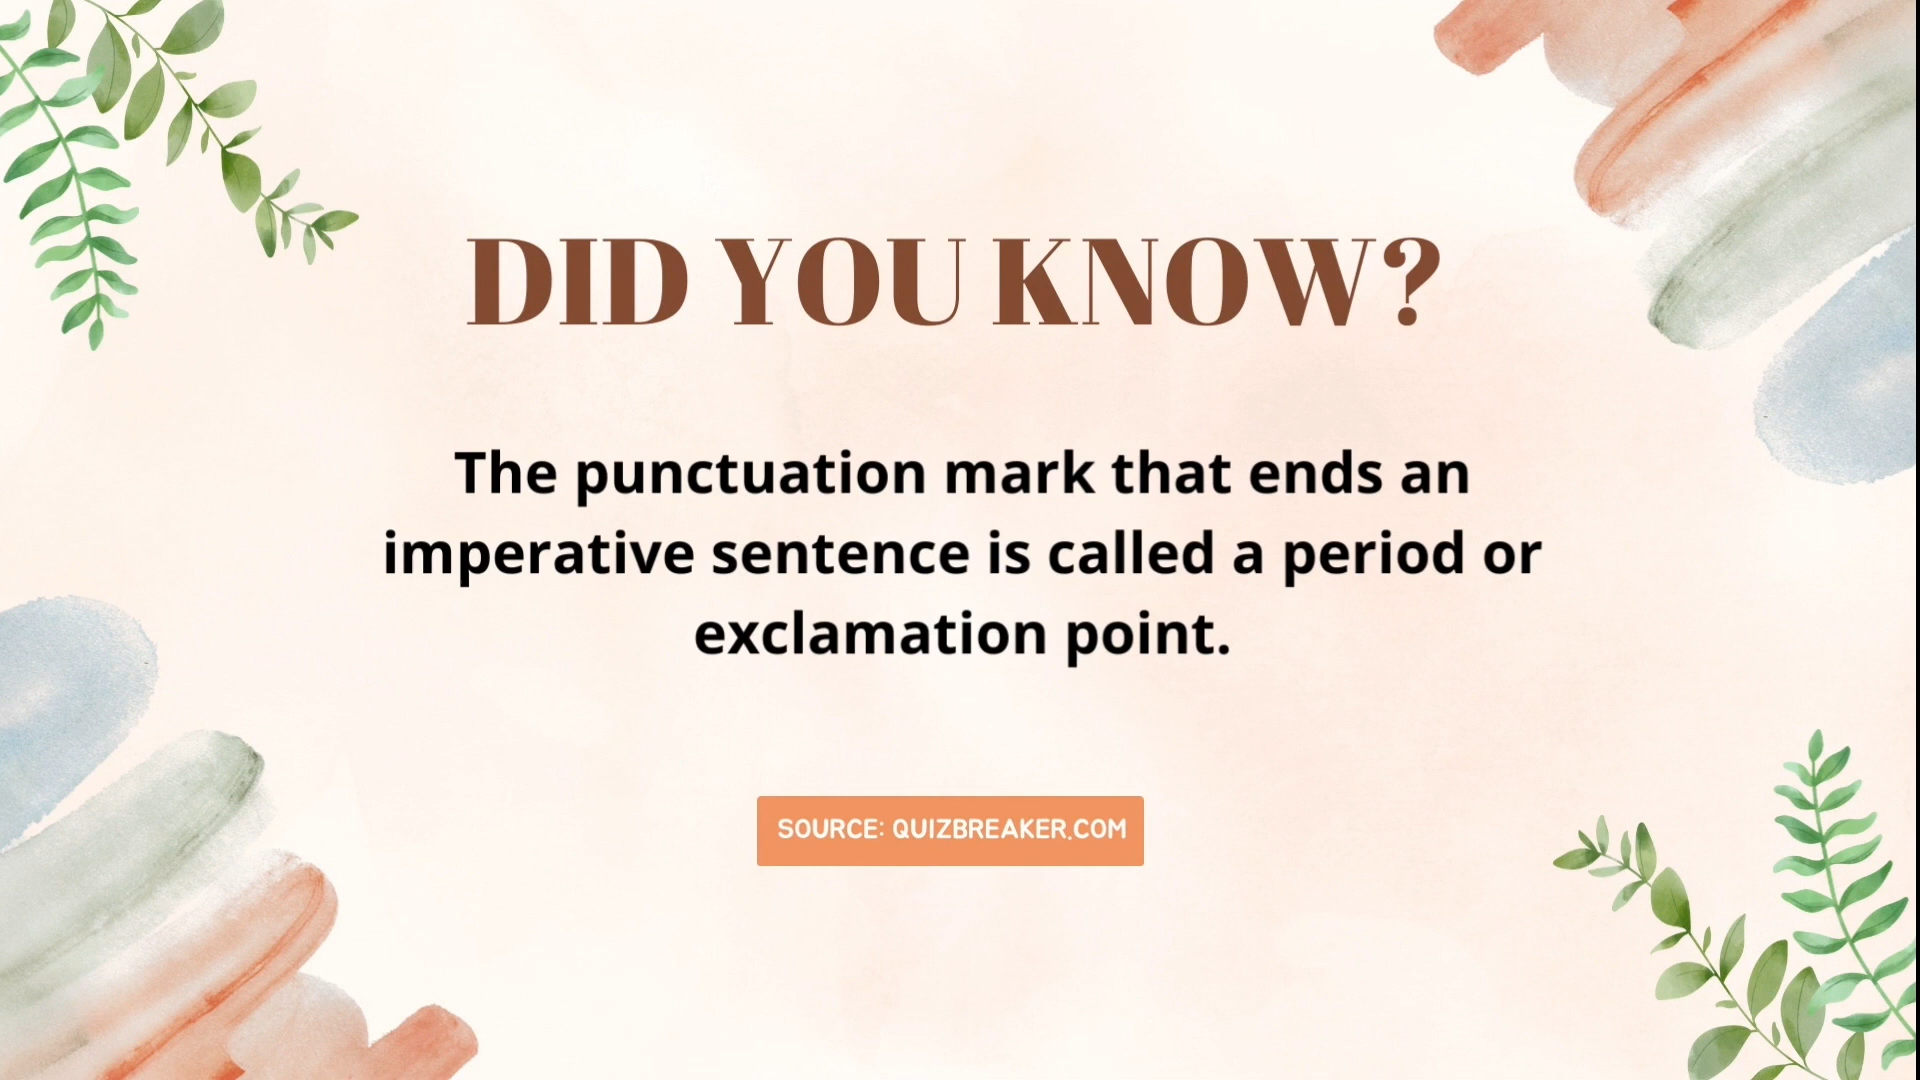 DID YOU KNOW?
The punctuation mark that ends an
imperative sentence is called a period or
exclamation point.
SOURCE: QUIZBREAKER.COM